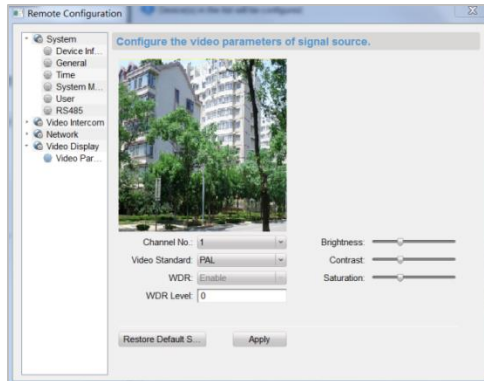 Remote Configuration
System
Device Inf...
General
Time
System M...
User
RS485
Video Intercom
Network
Video Display
Video Par...
Configure the video parameters of signal source.
Channel No.: 1
Video Standard: PAL
WDR: Enable
WDR Level: 0
Brightness:
Contrast:
Saturation:
Restore Default S...
Apply